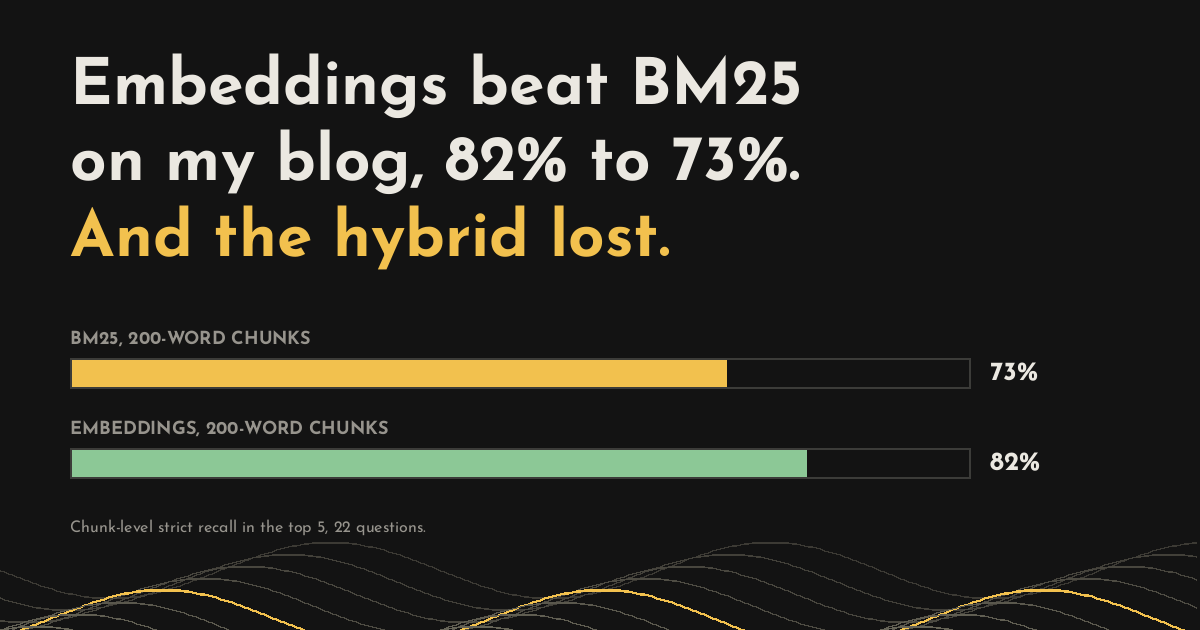 Embeddings beat BM25
on my blog, 82% to 73%.
And the hybrid lost.
BM25, 200-WORD CHUNKS
73%
EMBEDDINGS, 200-WORD CHUNKS
82%
Chunk-level strict recall in the top 5, 22 questions.